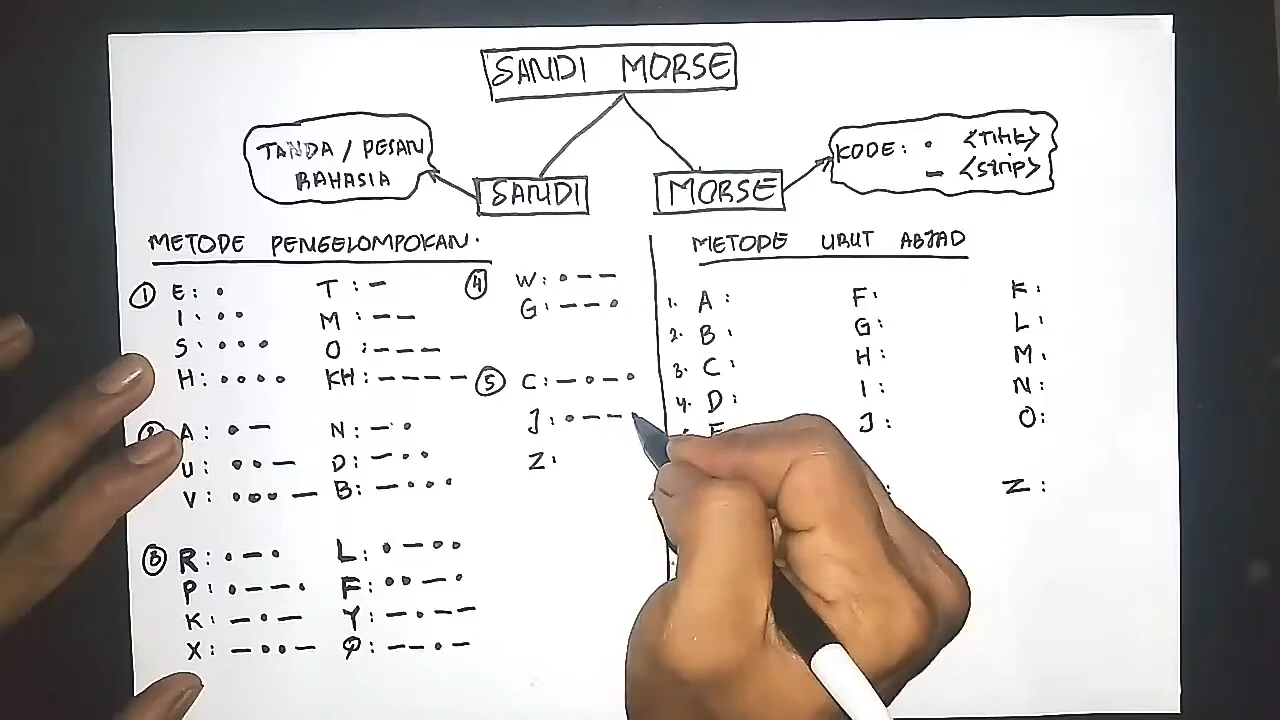 SANDI MORSE
TANDA / PESAN
RAHASIA
SANDI
MORSE
KODE: • <Titik>
– <Strip>
METODE PENGELOMPOKAN.
① E: •
I: • •
S: • • •
H: • • • •
T: –
M: – –
O: – – –
KH: – – – –
A: • –
U: • • –
V: • • • –
N: – •
D: – • •
B: – • • •
③ R: • – •
P: • – – •
K: – • –
X: – • • –
L: • – • •
F: • • – •
Y: – • – –
Q: – – • –
④ W: • – –
G: – – •
⑤ C: – • – •
J: • – –
Z:
METODE URUT ABJAD
1. A:
2. B:
3. C:
4. D:
F:
G:
H:
I:
J:
K:
L:
M:
N:
O:
Z: